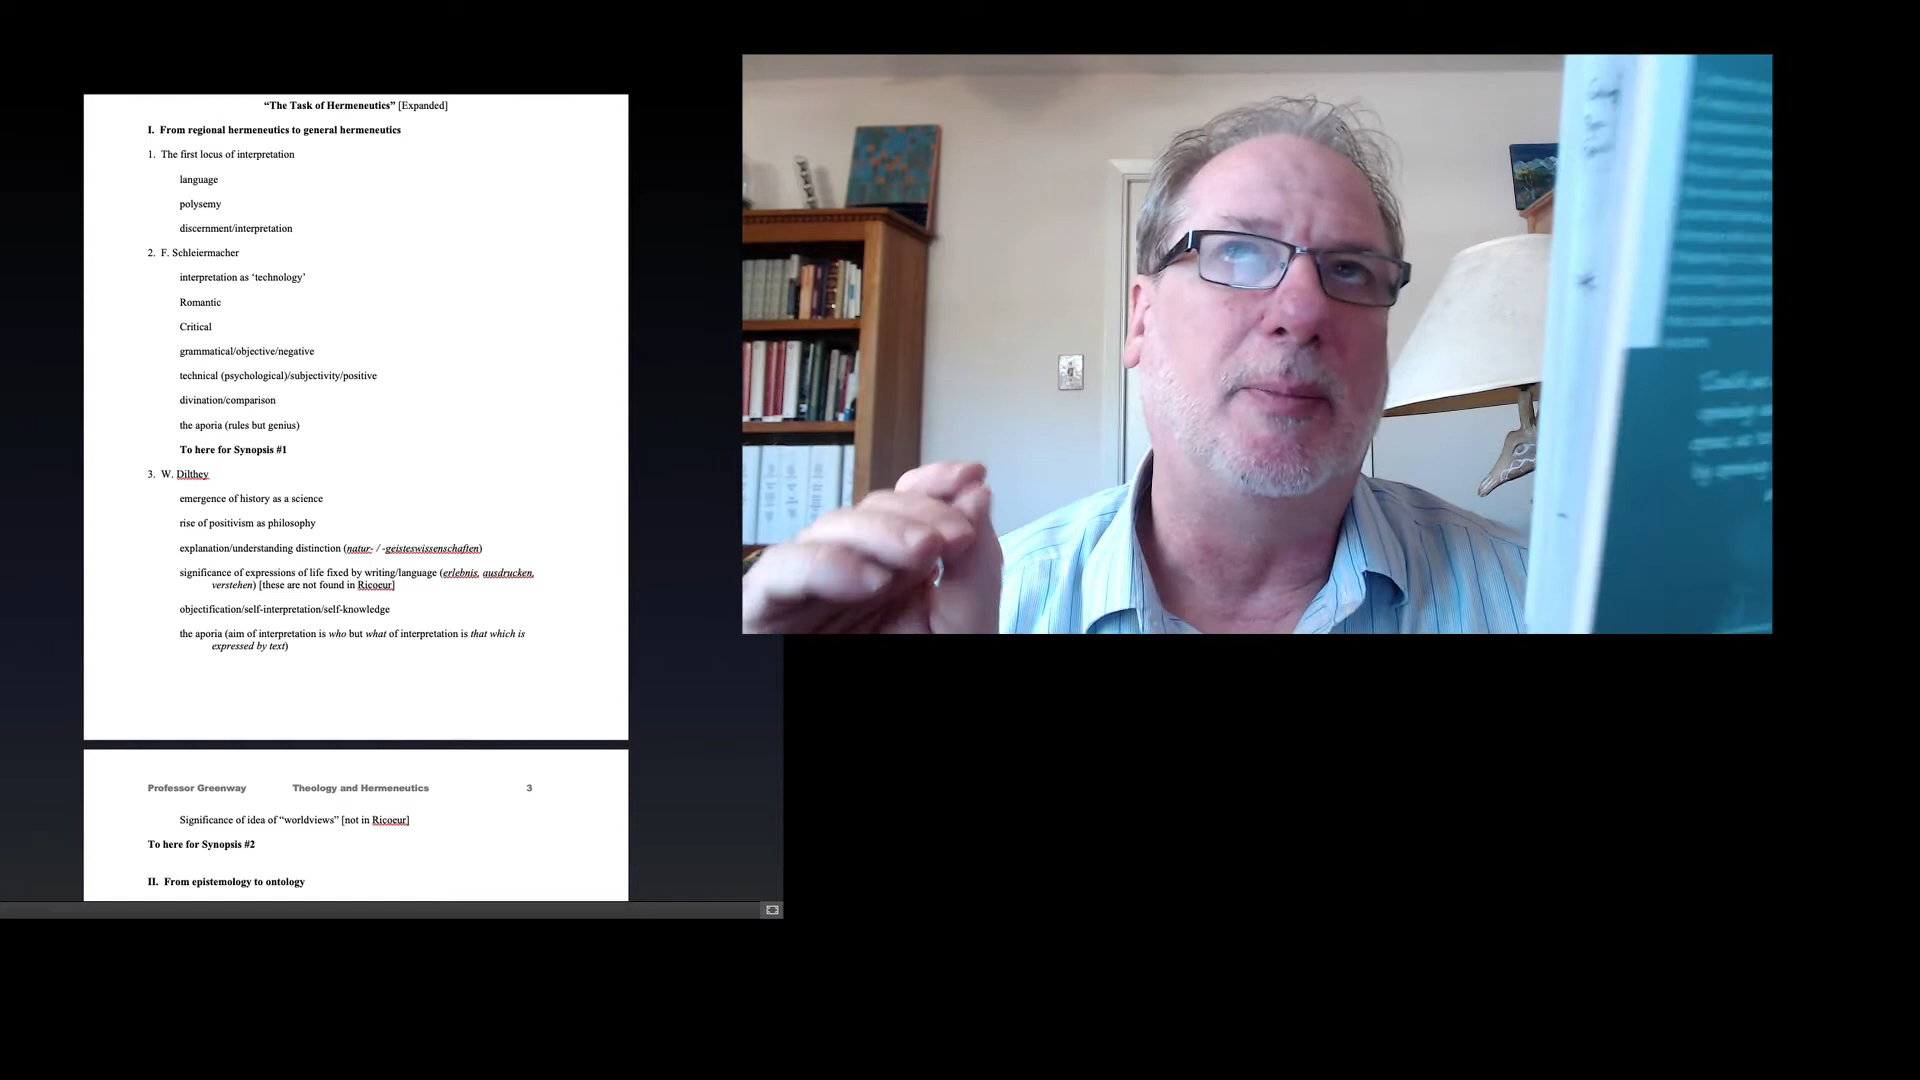 “The Task of Hermeneutics” [Expanded]
I. From regional hermeneutics to general hermeneutics
1. The first locus of interpretation
language
polysemy
discernment/interpretation
2. F. Schleiermacher
interpretation as ‘technology’
Romantic
Critical
grammatical/objective/negative
technical (psychological)/subjectivity/positive
divination/comparison
the aporia (rules but genius)
To here for Synopsis #1
3. W. Dilthey
emergence of history as a science
rise of positivism as philosophy
explanation/understanding distinction (natur- / -geisteswissenschaften)
significance of expressions of life fixed by writing/language (erlebnis, ausdrucken,
verstehen) [these are not found in Ricoeur]
objectification/self-interpretation/self-knowledge
the aporia (aim of interpretation is who but what of interpretation is that which is
expressed by text)
Professor Greenway Theology and Hermeneutics 3
Significance of idea of “worldviews” [not in Ricoeur]
To here for Synopsis #2
II. From epistemology to ontology